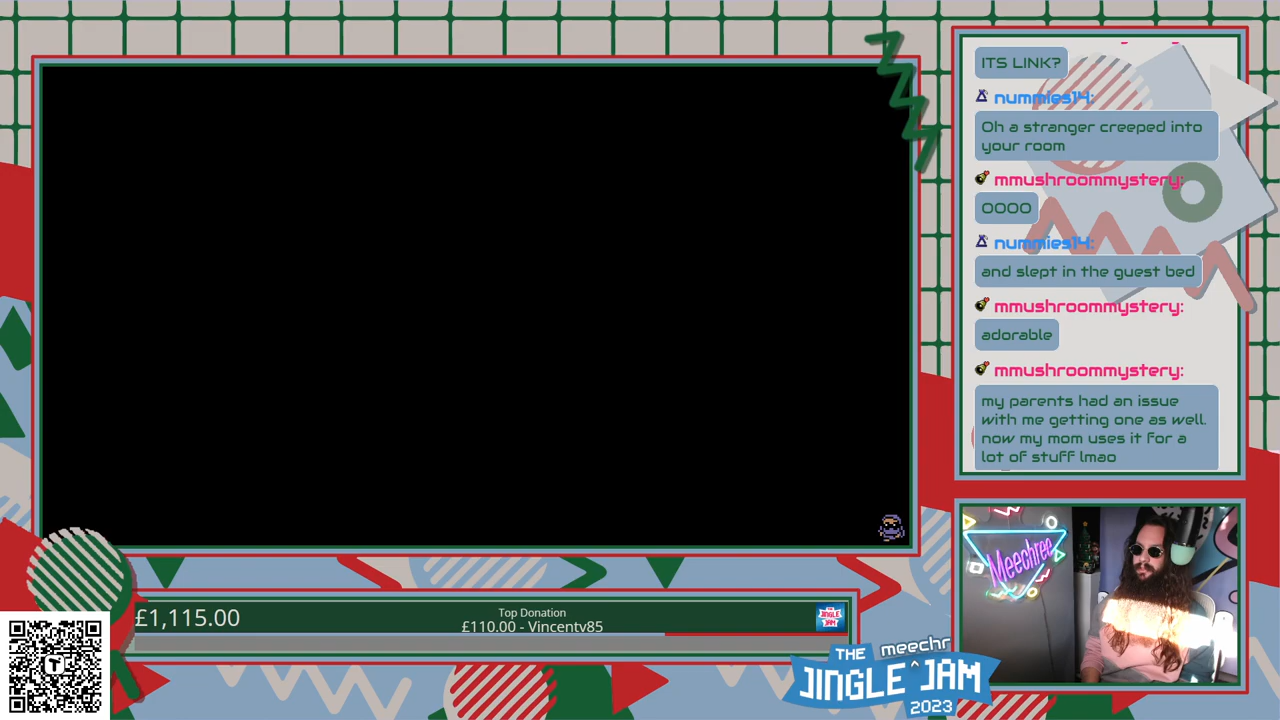 ITS LINK?
nummies14:
Oh a stranger creeped into
your room
mmushroommystery:
OOOO
nummies14:
and slept in the guest bed
mmushroommystery:
adorable
mmushroommystery:
my parents had an issue
with me getting one as well.
now my mom uses it for a
lot of stuff lmao
Meechree
£1,115.00
Top Donation
£110.00 - Vincentv85
JINGLE
JAM
T
THE meechr
JINGLE JAM
2023